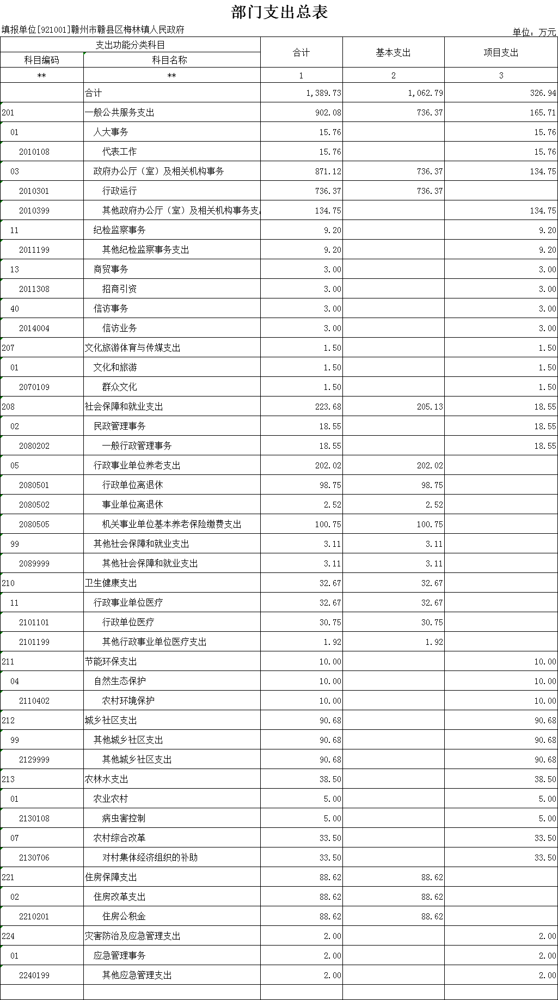 部门支出总表
填报单位[921001]赣州市赣县区梅林镇人民政府 单位：万元
支出功能分类科目 合计 基本支出 项目支出
科目编码 科目名称
** ** 1 2 3
合计 1,389.73 1,062.79 326.94
201 一般公共服务支出 902.08 736.37 165.71
01 人大事务 15.76 15.76
2010108 代表工作 15.76 15.76
03 政府办公厅（室）及相关机构事务 871.12 736.37 134.75
2010301 行政运行 736.37 736.37
2010399 其他政府办公厅（室）及相关机构事务支 134.75 134.75
11 纪检监察事务 9.20 9.20
2011199 其他纪检监察事务支出 9.20 9.20
13 商贸事务 3.00 3.00
2011308 招商引资 3.00 3.00
40 信访事务 3.00 3.00
2014004 信访业务 3.00 3.00
207 文化旅游体育与传媒支出 1.50 1.50
01 文化和旅游 1.50 1.50
2070109 群众文化 1.50 1.50
208 社会保障和就业支出 223.68 205.13 18.55
02 民政管理事务 18.55 18.55
2080202 一般行政管理事务 18.55 18.55
05 行政事业单位养老支出 202.02 202.02
2080501 行政单位离退休 98.75 98.75
2080502 事业单位离退休 2.52 2.52
2080505 机关事业单位基本养老保险缴费支出 100.75 100.75
99 其他社会保障和就业支出 3.11 3.11
2089999 其他社会保障和就业支出 3.11 3.11
210 卫生健康支出 32.67 32.67
11 行政事业单位医疗 32.67 32.67
2101101 行政单位医疗 30.75 30.75
2101199 其他行政事业单位医疗支出 1.92 1.92
211 节能环保支出 10.00 10.00
04 自然生态保护 10.00 10.00
2110402 农村环境保护 10.00 10.00
212 城乡社区支出 90.68 90.68
99 其他城乡社区支出 90.68 90.68
2129999 其他城乡社区支出 90.68 90.68
213 农林水支出 38.50 38.50
01 农业农村 5.00 5.00
2130108 病虫害控制 5.00 5.00
07 农村综合改革 33.50 33.50
2130706 对村集体经济组织的补助 33.50 33.50
221 住房保障支出 88.62 88.62
02 住房改革支出 88.62 88.62
2210201 住房公积金 88.62 88.62
224 灾害防治及应急管理支出 2.00 2.00
01 应急管理事务 2.00 2.00
2240199 其他应急管理支出 2.00 2.00